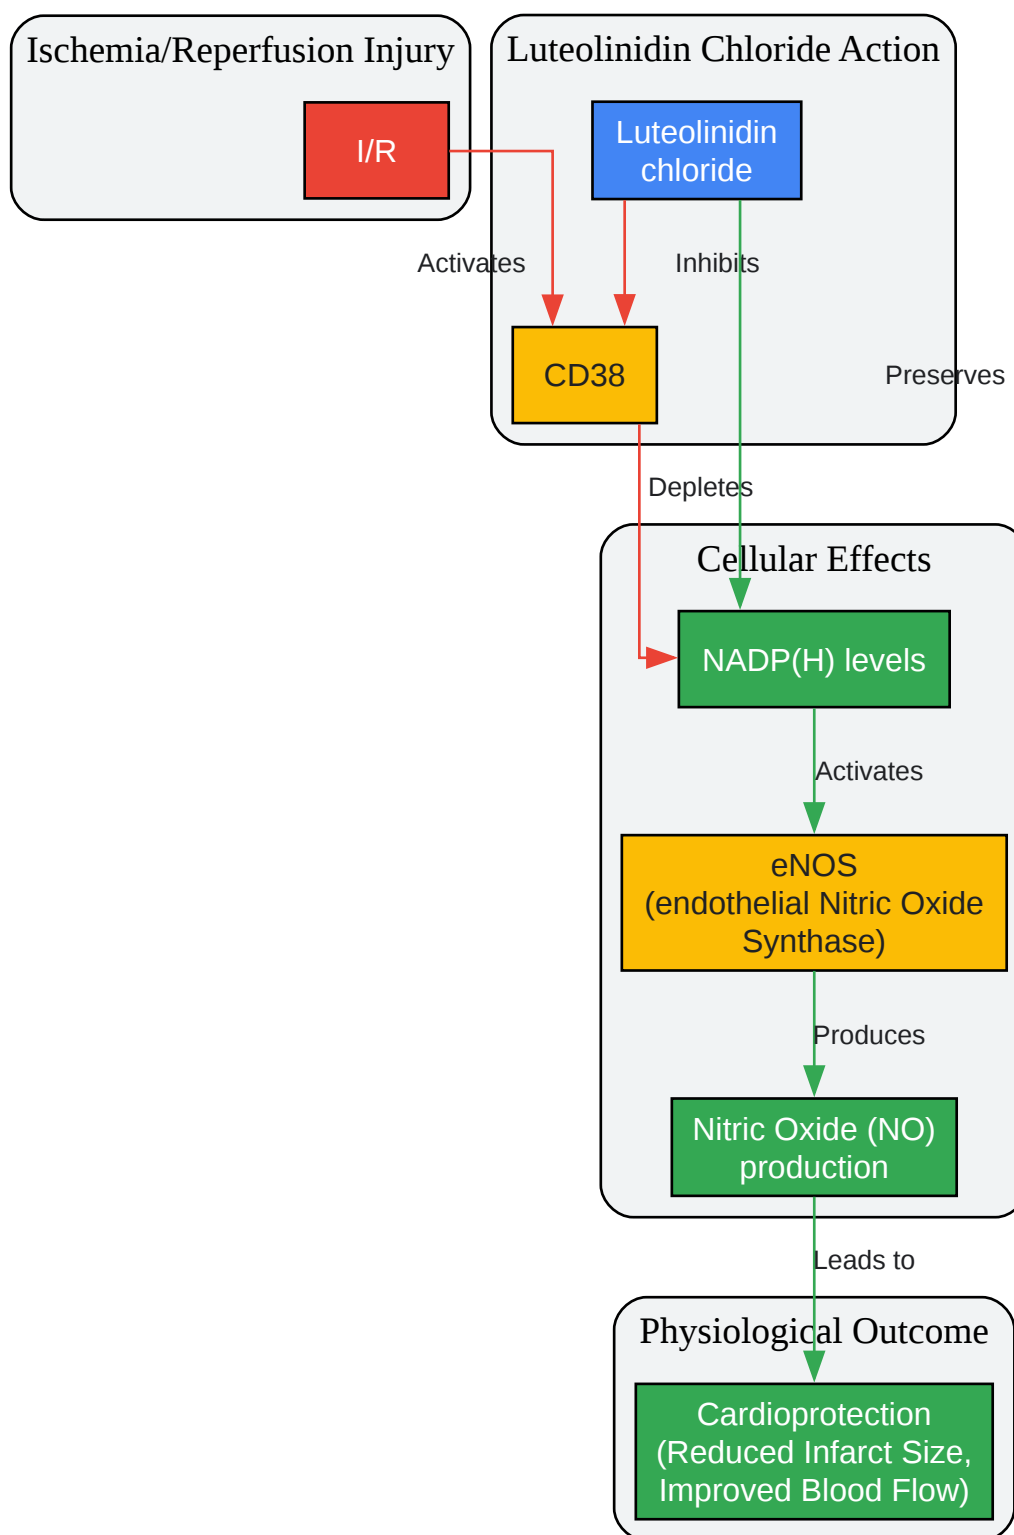 Ischemia/Reperfusion Injury
Luteolinidin Chloride Action
I/R
Luteolinidin
chloride
Activates
Inhibits
CD38
Preserves
Depletes
Cellular Effects
NADP(H) levels
Activates
eNOS
(endothelial Nitric Oxide
Synthase)
Produces
Nitric Oxide (NO)
production
Leads to
Physiological Outcome
Cardioprotection
(Reduced Infarct Size,
Improved Blood Flow)